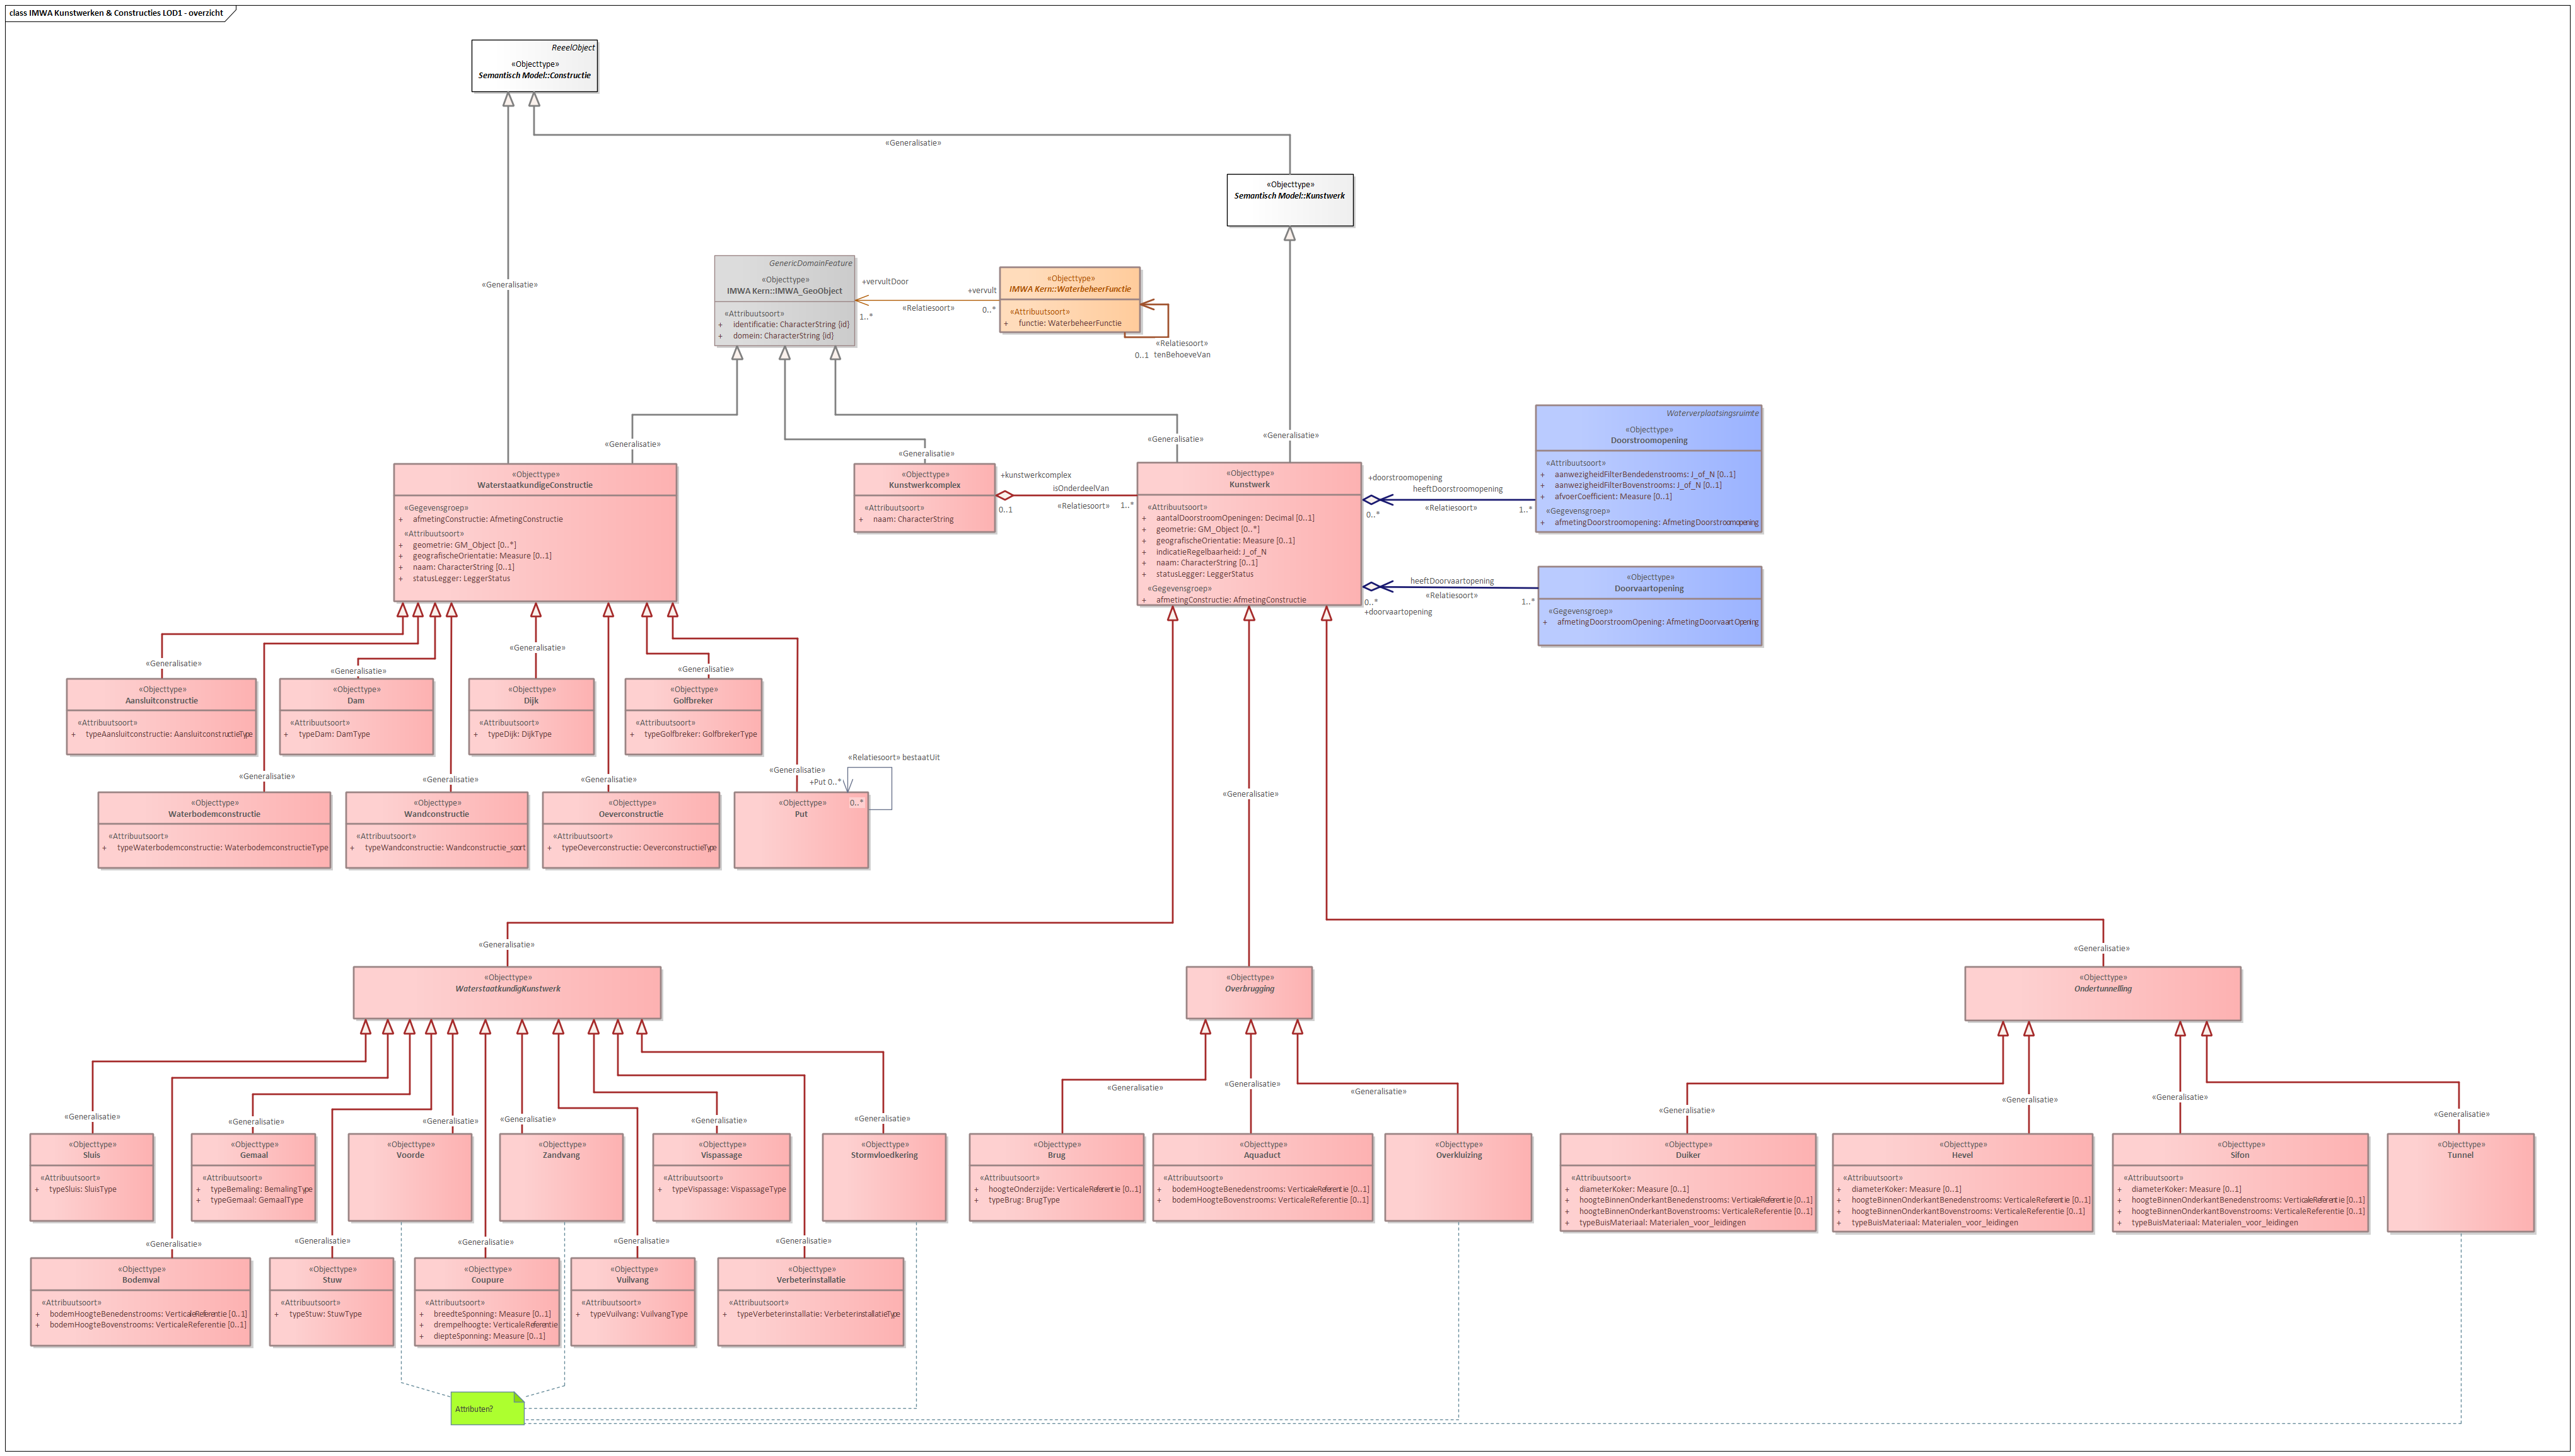 class IMWA Kunstwerken & Constructies LOD1 - overzicht
ReeelObject
«Objecttype»
Semantisch Model::Constructie
«Generalisatie»
«Objecttype»
Semantisch Model::Kunstwerk
«Generalisatie»
GenericDomainFeature
«Objecttype»
IMWA Kern::IMWA_GeoObject
«Attribuutsoort»
+ identificatie: CharacterString {id}
+ domein: CharacterString {id}
+vervultDoor
1..*
«Relatiesoort»
+vervult
0..*
«Objecttype»
IMWA Kern::WaterbeheerFunctie
«Attribuutsoort»
+ functie: WaterbeheerFunctie
«Relatiesoort»
0..1 tenBehoeveVan
«Generalisatie»
«Generalisatie»
«Generalisatie»
«Generalisatie»
«Objecttype»
WaterstaatkundigeConstructie
«Gegevensgroep»
+ afmetingConstructie: AfmetingConstructie
«Attribuutsoort»
+ geometrie: GM_Object [0..*]
+ geografischeOrientatie: Measure [0..1]
+ naam: CharacterString [0..1]
+ statusLegger: LeggerStatus
«Objecttype»
Kunstwerkcomplex
«Attribuutsoort»
+ naam: CharacterString
+kunstwerkcomplex
isOnderdeelVan
0..1
«Relatiesoort»
1..*
«Objecttype»
Kunstwerk
«Attribuutsoort»
+ aantalDoorstroomOpeningen: Decimal [0..1]
+ geometrie: GM_Object [0..*]
+ geografischeOrientatie: Measure [0..1]
+ indicatieRegelbaarheid: J_of_N
+ naam: CharacterString [0..1]
+ statusLegger: LeggerStatus
«Gegevensgroep»
+ afmetingConstructie: AfmetingConstructie
+doorstroomopening
heeftDoorstroomopening
0..*
«Relatiesoort»
1..*
Waterverplaatsingsruimte
«Objecttype»
Doorstroomopening
«Attribuutsoort»
+ aanwezigheidFilterBendedenstrooms: J_of_N [0..1]
+ aanwezigheidFilterBovenstrooms: J_of_N [0..1]
+ afvoerCoefficient: Measure [0..1]
«Gegevensgroep»
+ afmetingDoorstroomopening: AfmetingDoorstroomopening
heeftDoorvaartopening
«Relatiesoort»
0..*
1..*
+doorvaartopening
«Objecttype»
Doorvaartopening
«Gegevensgroep»
+ afmetingDoorstroomOpening: AfmetingDoorvaartOpening
«Generalisatie»
«Generalisatie»
«Generalisatie»
«Generalisatie»
«Objecttype»
Aansluitconstructie
«Attribuutsoort»
+ typeAansluitconstructie: AansluitconstructieType
«Objecttype»
Dam
«Attribuutsoort»
+ typeDam: DamType
«Objecttype»
Dijk
«Attribuutsoort»
+ typeDijk: DijkType
«Objecttype»
Golfbreker
«Attribuutsoort»
+ typeGolfbreker: GolfbrekerType
«Generalisatie»
«Generalisatie»
«Generalisatie»
«Generalisatie»
«Relatiesoort» bestaatUit
+Put 0..*
0..*
«Objecttype»
Waterbodemconstructie
«Attribuutsoort»
+ typeWaterbodemconstructie: WaterbodemconstructieType
«Objecttype»
Wandconstructie
«Attribuutsoort»
+ typeWandconstructie: Wandconstructie_soort
«Objecttype»
Oeverconstructie
«Attribuutsoort»
+ typeOeverconstructie: OeverconstructieType
«Objecttype»
Put
«Generalisatie»
«Generalisatie»
«Generalisatie»
«Objecttype»
WaterstaatkundigKunstwerk
«Objecttype»
Overbrugging
«Objecttype»
Ondertunnelling
«Generalisatie»
«Generalisatie»
«Generalisatie»
«Generalisatie»
«Generalisatie»
«Generalisatie»
«Generalisatie»
«Generalisatie»
«Generalisatie»
«Generalisatie»
«Generalisatie»
«Generalisatie»
«Generalisatie»
«Objecttype»
Sluis
«Attribuutsoort»
+ typeSluis: SluisType
«Objecttype»
Gemaal
«Attribuutsoort»
+ typeBemaling: BemalingType
+ typeGemaal: GemaalType
«Objecttype»
Voorde
«Objecttype»
Zandvang
«Objecttype»
Vispassage
«Attribuutsoort»
+ typeVispassage: VispassageType
«Objecttype»
Stormvloedkering
«Objecttype»
Brug
«Attribuutsoort»
+ hoogteOnderzijde: VerticaleReferentie [0..1]
+ typeBrug: BrugType
«Objecttype»
Aquaduct
«Attribuutsoort»
+ bodemHoogteBenedenstrooms: VerticaleReferentie [0..1]
+ bodemHoogteBovenstrooms: VerticaleReferentie [0..1]
«Objecttype»
Overkluizing
«Objecttype»
Duiker
«Attribuutsoort»
+ diameterKoker: Measure [0..1]
+ hoogteBinnenOnderkantBenedenstrooms: VerticaleReferentie [0..1]
+ hoogteBinnenOnderkantBovenstrooms: VerticaleReferentie [0..1]
+ typeBuisMateriaal: Materialen_voor_leidingen
«Objecttype»
Hevel
«Attribuutsoort»
+ diameterKoker: Measure [0..1]
+ hoogteBinnenOnderkantBenedenstrooms: VerticaleReferentie [0..1]
+ hoogteBinnenOnderkantBovenstrooms: VerticaleReferentie [0..1]
+ typeBuisMateriaal: Materialen_voor_leidingen
«Objecttype»
Sifon
«Attribuutsoort»
+ diameterKoker: Measure [0..1]
+ hoogteBinnenOnderkantBenedenstrooms: VerticaleReferentie [0..1]
+ hoogteBinnenOnderkantBovenstrooms: VerticaleReferentie [0..1]
+ typeBuisMateriaal: Materialen_voor_leidingen
«Objecttype»
Tunnel
«Generalisatie»
«Generalisatie»
«Generalisatie»
«Generalisatie»
«Generalisatie»
«Objecttype»
Bodemval
«Attribuutsoort»
+ bodemHoogteBenedenstrooms: VerticaleReferentie [0..1]
+ bodemHoogteBovenstrooms: VerticaleReferentie [0..1]
«Objecttype»
Stuw
«Attribuutsoort»
+ typeStuw: StuwType
«Objecttype»
Coupure
«Attribuutsoort»
+ breedteSponning: Measure [0..1]
+ drempelhoogte: VerticaleReferentie
+ diepteSponning: Measure [0..1]
«Objecttype»
Vuilvang
«Attribuutsoort»
+ typeVuilvang: VuilvangType
«Objecttype»
Verbeterinstallatie
«Attribuutsoort»
+ typeVerbeterinstallatie: VerbeterinstallatieType
Attributen?